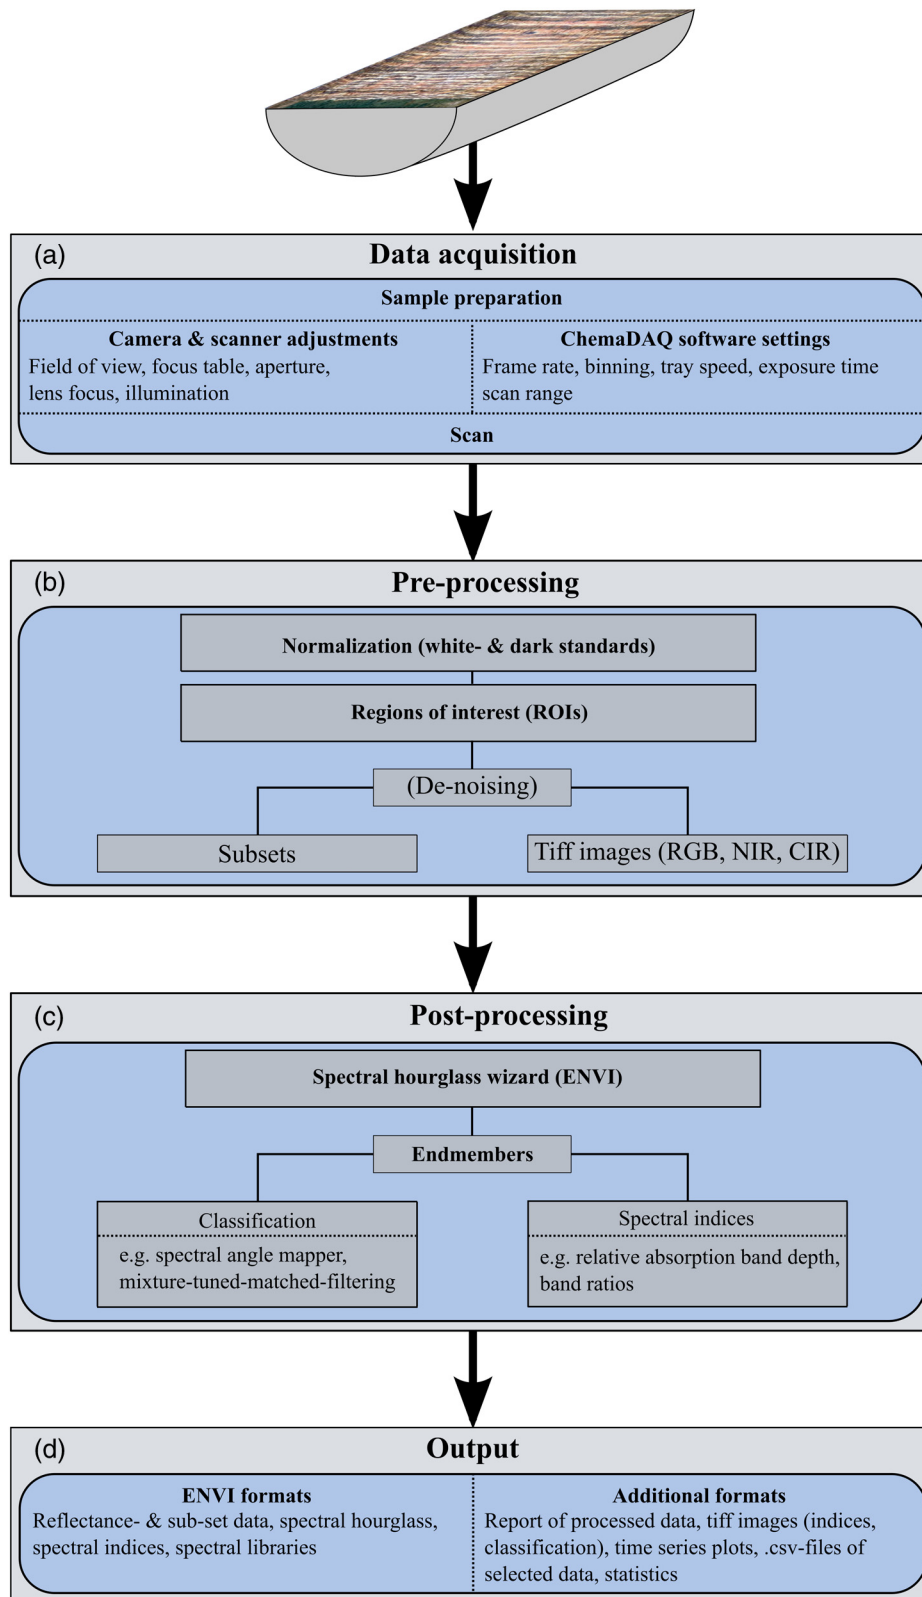 (a)
Data acquisition
Sample preparation
Camera & scanner adjustments
Field of view, focus table, aperture,
lens focus, illumination
ChemaDAQ software settings
Frame rate, binning, tray speed, exposure time
scan range
Scan
(b)
Pre-processing
Normalization (white- & dark standards)
Regions of interest (ROIs)
(De-noising)
Subsets
Tiff images (RGB, NIR, CIR)
(c)
Post-processing
Spectral hourglass wizard (ENVI)
Endmembers
Classification
e.g. spectral angle mapper,
mixture-tuned-matched-filtering
Spectral indices
e.g. relative absorption band depth,
band ratios
(d)
Output
ENVI formats
Reflectance- & sub-set data, spectral hourglass,
spectral indices, spectral libraries
Additional formats
Report of processed data, tiff images (indices,
classification), time series plots, .csv-files of
selected data, statistics